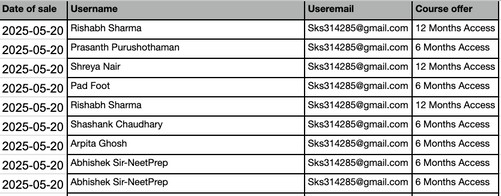 Date of sale Username Useremail Course offer
2025-05-20 Rishabh Sharma Sks314285@gmail.com 12 Months Access
2025-05-20 Prasanth Purushothaman Sks314285@gmail.com 6 Months Access
2025-05-20 Shreya Nair Sks314285@gmail.com 12 Months Access
2025-05-20 Pad Foot Sks314285@gmail.com 6 Months Access
2025-05-20 Rishabh Sharma Sks314285@gmail.com 12 Months Access
2025-05-20 Shashank Chaudhary Sks314285@gmail.com 6 Months Access
2025-05-20 Arpita Ghosh Sks314285@gmail.com 6 Months Access
2025-05-20 Abhishek Sir-NeetPrep Sks314285@gmail.com 6 Months Access
2025-05-20 Abhishek Sir-NeetPrep Sks314285@gmail.com 6 Months Access